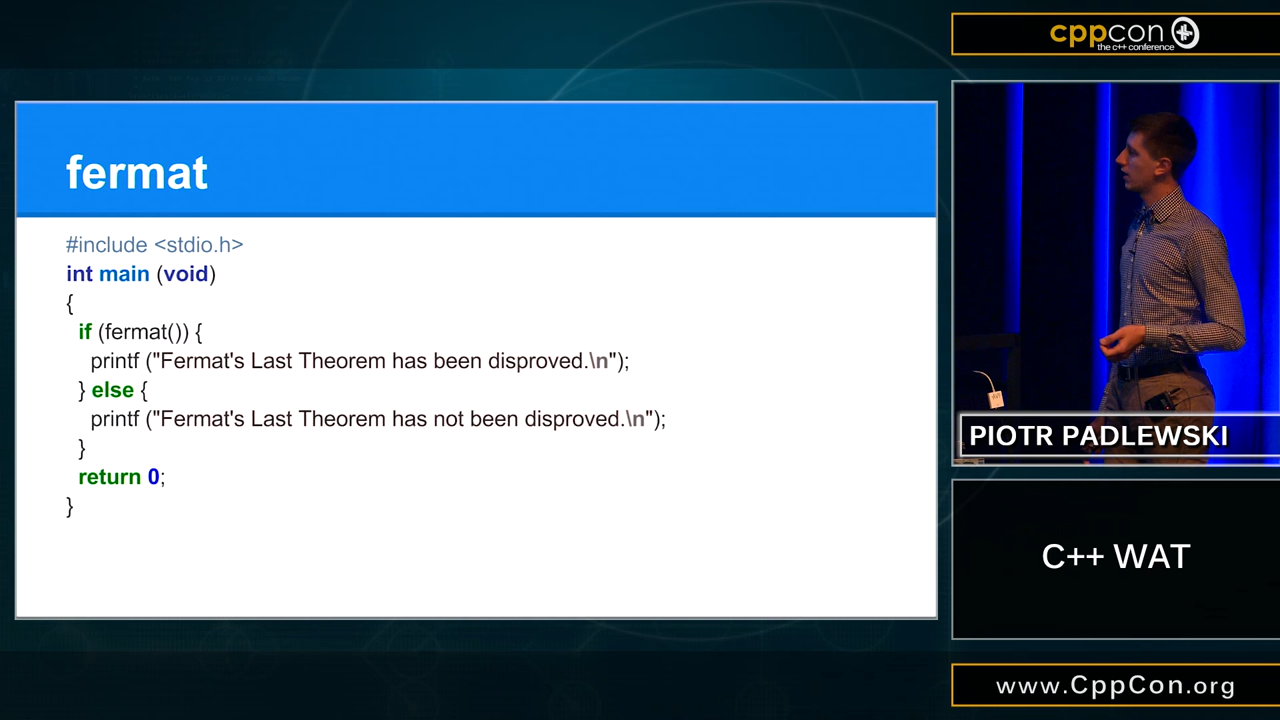 cppcon
the c++ conference
fermat
#include <stdio.h>
int main (void)
{
if (fermat()) {
printf ("Fermat's Last Theorem has been disproved.\n");
} else {
printf ("Fermat's Last Theorem has not been disproved.\n");
}
return 0;
}
PIOTR PADLEWSKI
C++ WAT
www.CppCon.org